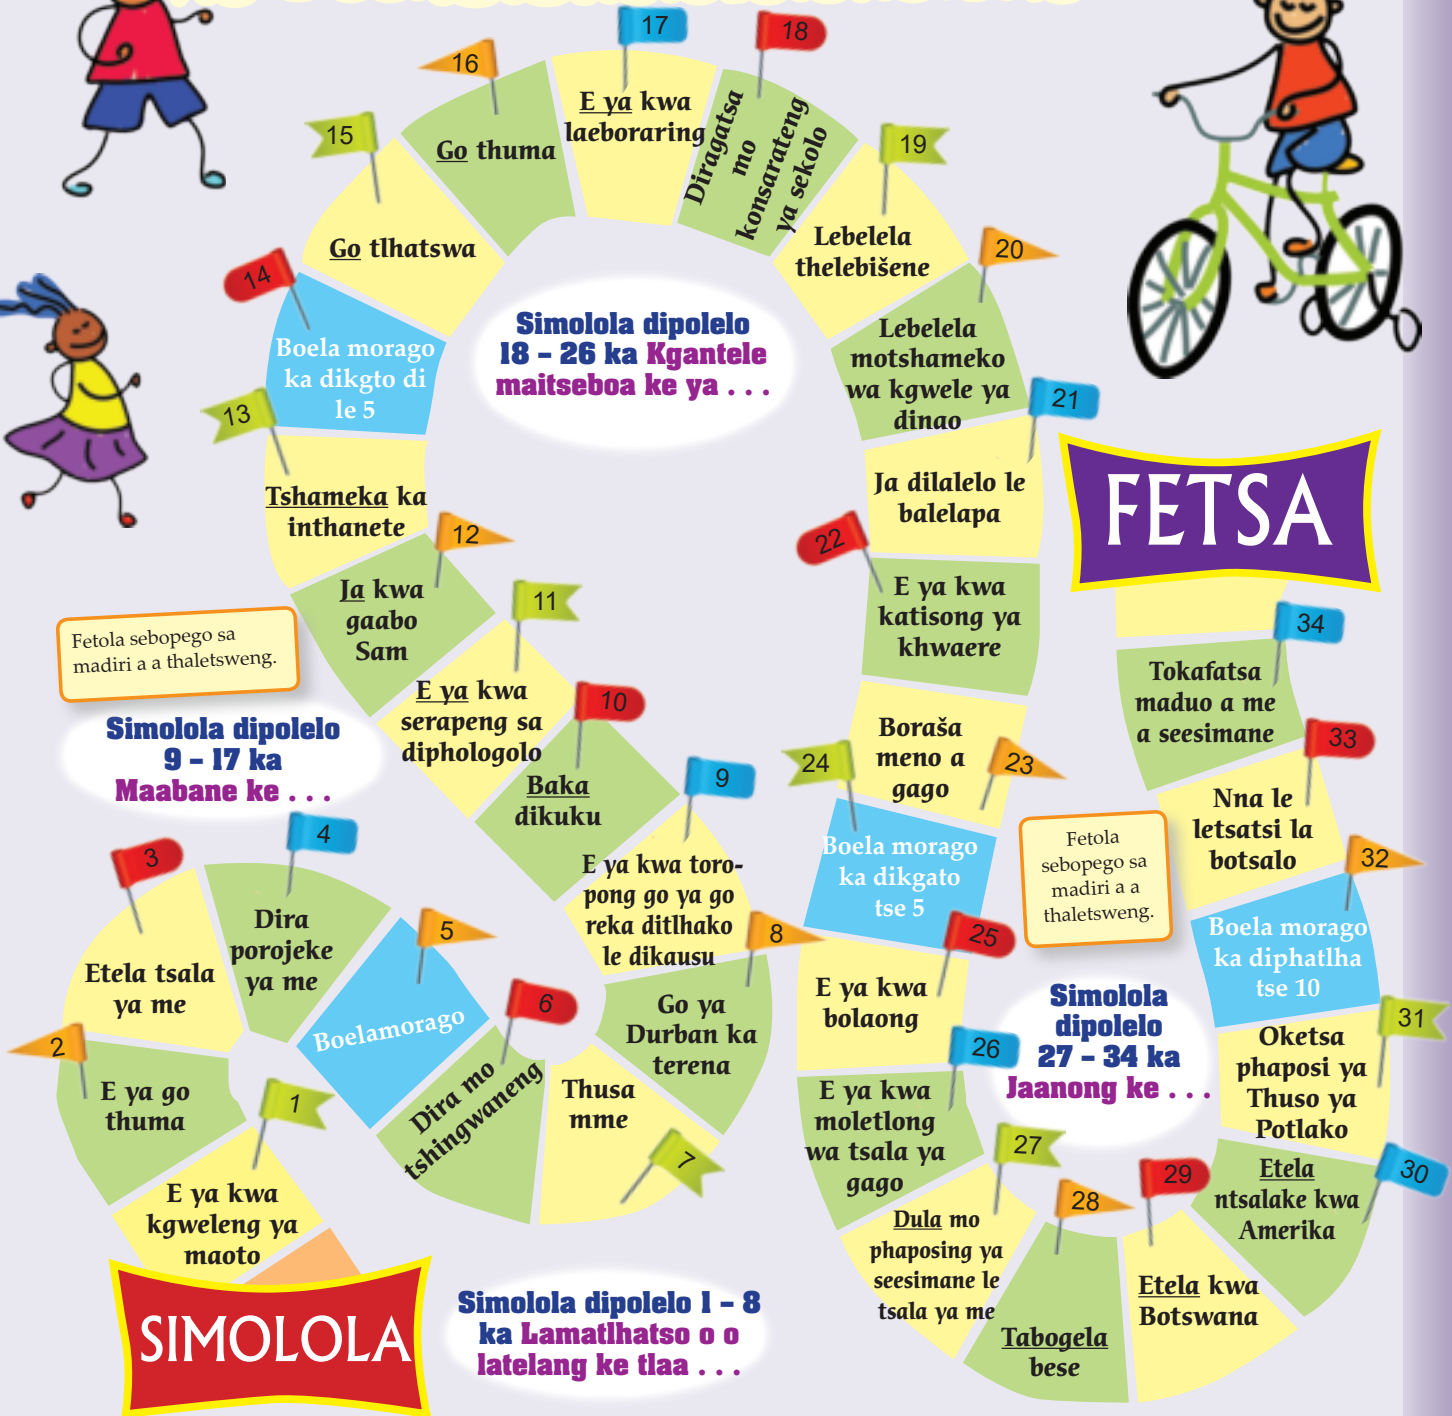 SIMOLOLA
Simolola dipolelo 1 – 8
ka Lamatlhatso o o
latelang ke tlaa . . .
1
E ya kwa
kgweleng ya
maoto
2
E ya go
thuma
3
Etela tsala
ya me
4
Dira
porojeke
ya me
5
Boelamorago
6
Dira mo
tshingwaneng
7
Thusa
mme
8
Go ya
Durban ka
terena
Simolola dipolelo
9 – 17 ka
Maabane ke . . .
Fetola sebopego sa
madiri a a thaletsweng.
9
E ya kwa toro-
pong go ya go
reka ditlhako
le dikausu
10
Baka
dikuku
11
E ya kwa
serapeng sa
diphologolo
12
Ja kwa
gaabo
Sam
13
Tshameka ka
inthanete
14
Boela morago
ka dikgto di
le 5
15
Go tlhatswa
16
Go thuma
17
E ya kwa
laeboraring
Simolola dipolelo
18 – 26 ka Kgantele
maitseboa ke ya . . .
18
Diragatsa
mo
konsarateng
ya sekolo
19
Lebelela
thelebišene
20
Lebelela
motshameko
wa kgwele ya
dinao
21
Ja dilalelo le
balelapa
22
E ya kwa
katisong ya
khwaere
23
Boraša
meno a
gago
24
Boela morago
ka dikgato
tse 5
25
E ya kwa
bolaong
26
E ya kwa
moletlong
wa tsala ya
gago
Fetola
sebopego sa
madiri a a
thaletsweng.
Simolola
dipolelo
27 – 34 ka
Jaanong ke . . .
27
Dula mo
phaposing ya
seesimane le
tsala ya me
28
Tabogela
bese
29
Etela kwa
Botswana
30
Etela
ntsalake kwa
Amerika
31
Oketsa
phaposi ya
Thuso ya
Potlako
32
Boela morago
ka diphatlha
tse 10
33
Nna le
letsatsi la
botsalo
34
Tokafatsa
maduo a me
a seesimane
FETSA